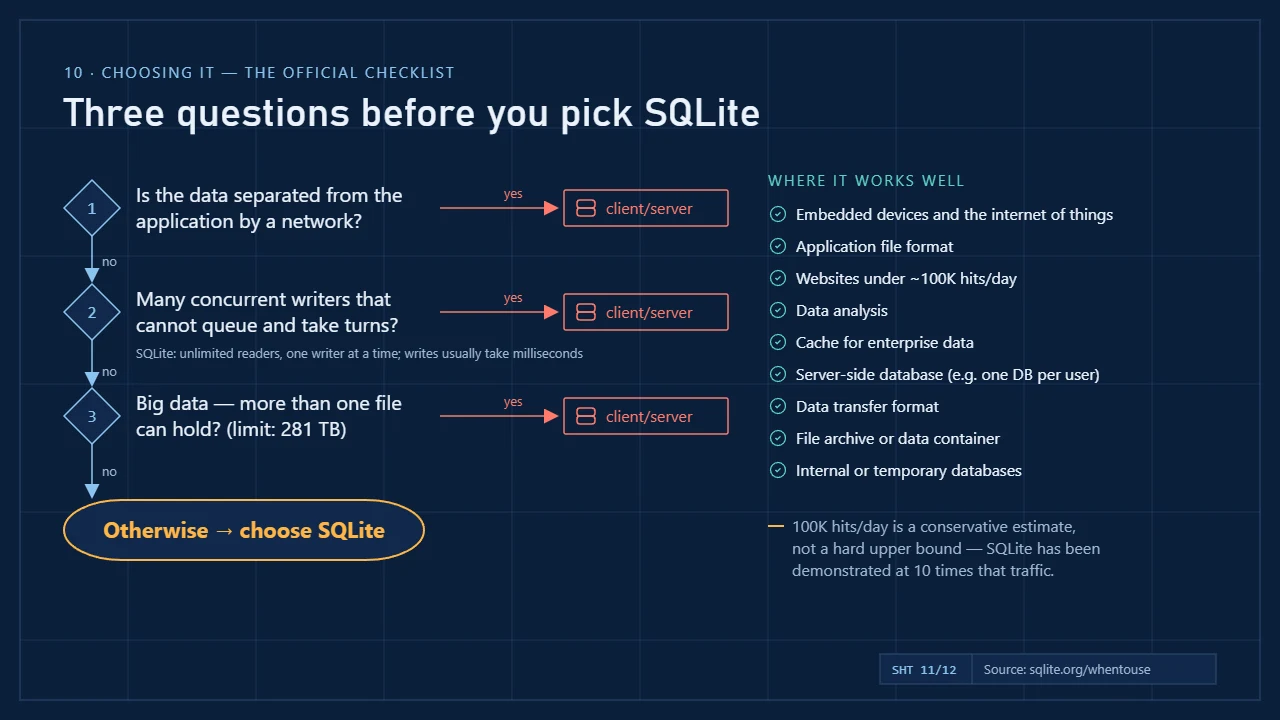 10 · CHOOSING IT — THE OFFICIAL CHECKLIST
Three questions before you pick SQLite
1
Is the data separated from the
application by a network?
yes
client/server
no
2
Many concurrent writers that
cannot queue and take turns?
yes
client/server
SQLite: unlimited readers, one writer at a time; writes usually take milliseconds
no
3
Big data — more than one file
can hold? (limit: 281 TB)
yes
client/server
no
Otherwise → choose SQLite
WHERE IT WORKS WELL
Embedded devices and the internet of things
Application file format
Websites under ~100K hits/day
Data analysis
Cache for enterprise data
Server-side database (e.g. one DB per user)
Data transfer format
File archive or data container
Internal or temporary databases
100K hits/day is a conservative estimate,
not a hard upper bound — SQLite has been
demonstrated at 10 times that traffic.
SHT 11/12
Source: sqlite.org/whentouse